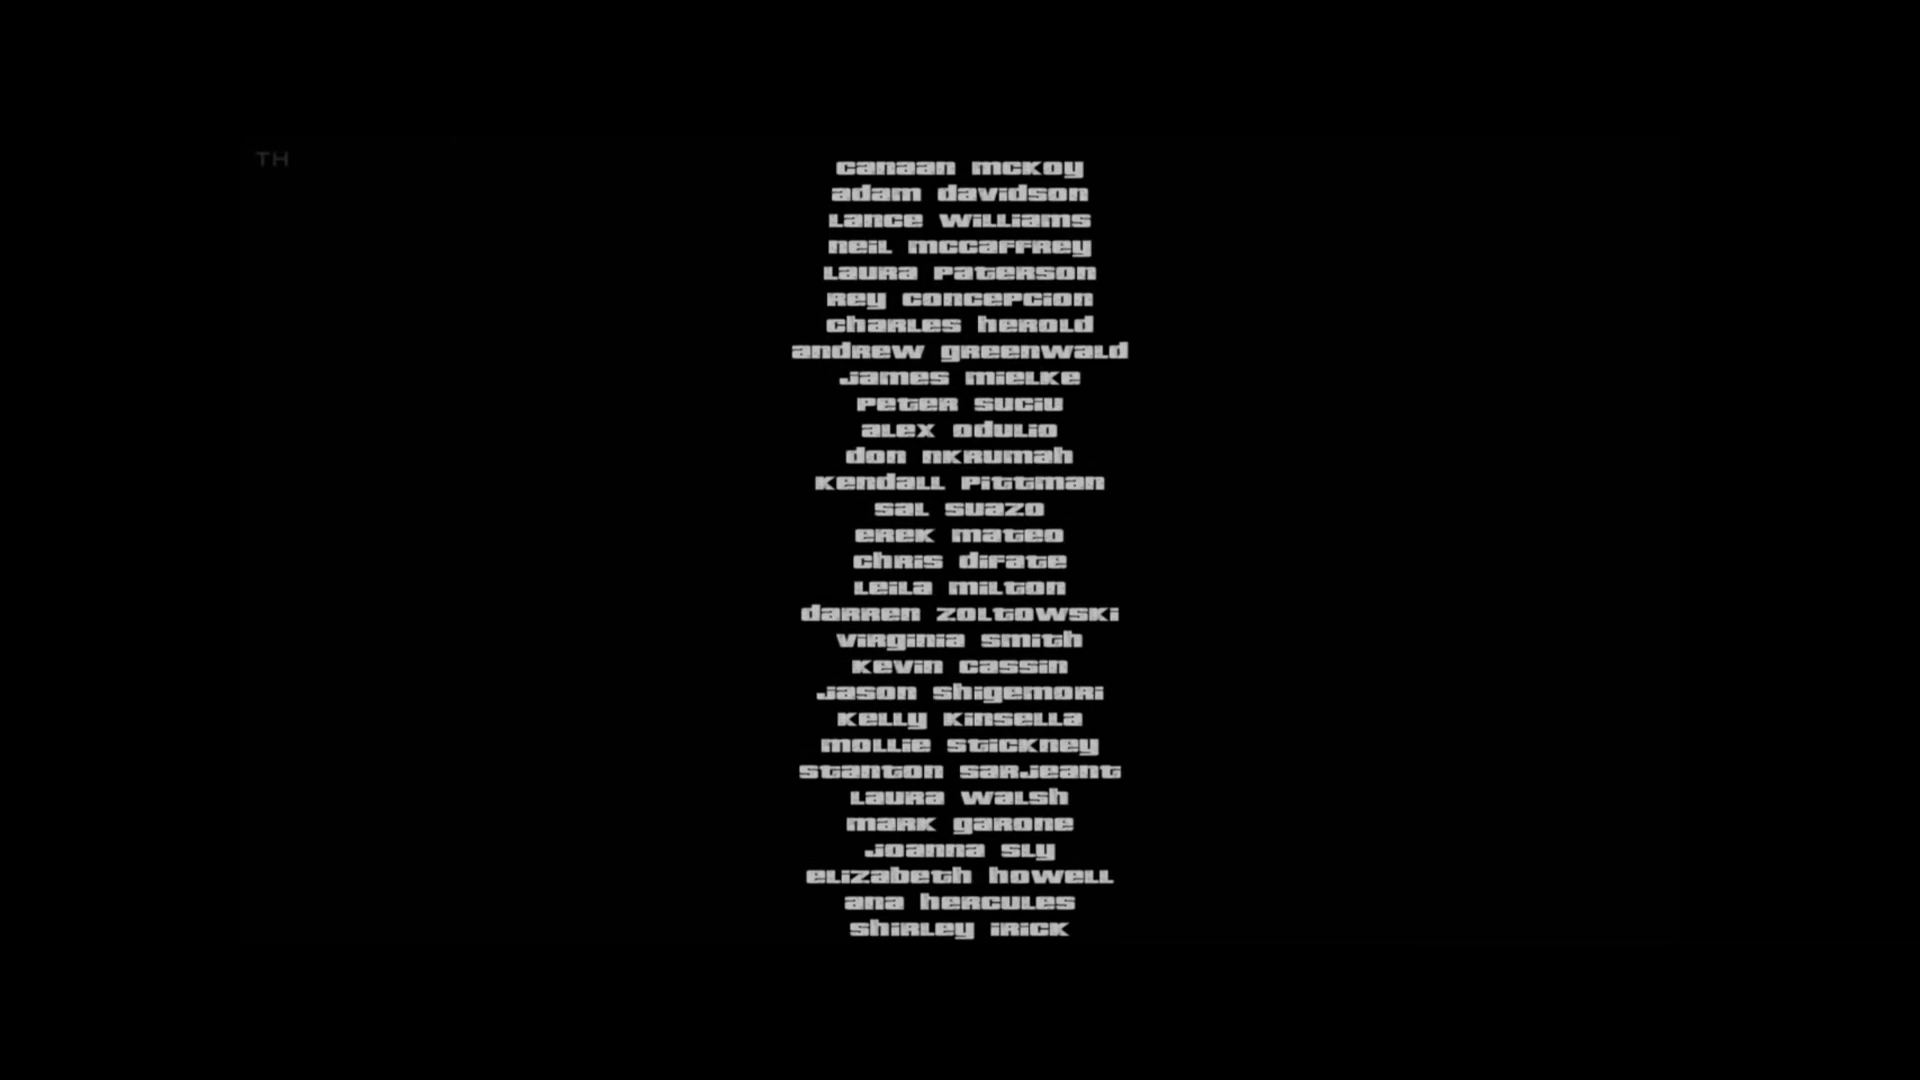 TH
canaan mckoy
adam davidson
Lance Williams
neil mccaffrey
Laura Paterson
Rey concepcion
charles herold
andrew greenwald
james mielke
Peter suciu
alex odulio
don nkrumah
kendall Pittman
sal suazo
erek mateo
chris difate
Leila milton
darren zoltowski
virginia smith
kevin cassin
jason shigemori
kelly kinsella
mollie stickney
stanton sarjeant
Laura walsh
mark garone
joanna sly
elizabeth howell
ana hercules
shirley irick